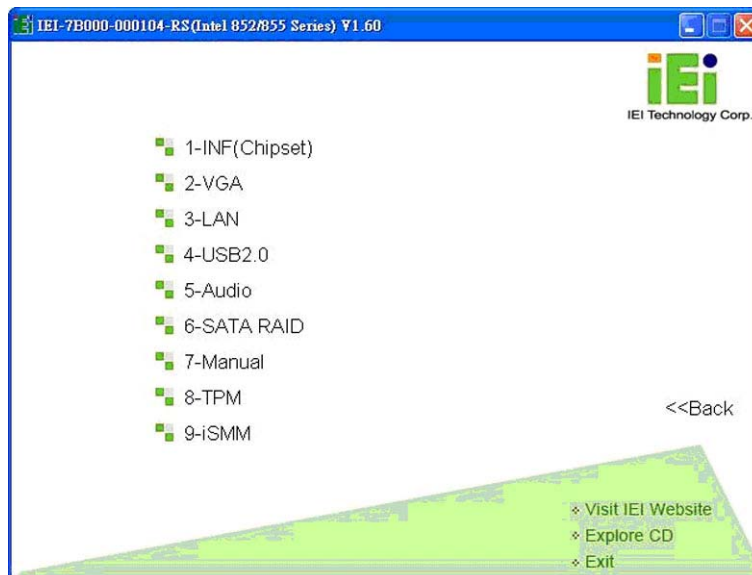 IEI-7B000-000104-RS(Intel 852/855 Series) V1.60
iEi
IEI Technology Corp.
1-INF(Chipset)
2-VGA
3-LAN
4-USB2.0
5-Audio
6-SATA RAID
7-Manual
8-TPM
9-iSMM
<<Back
Visit IEI Website
Explore CD
Exit